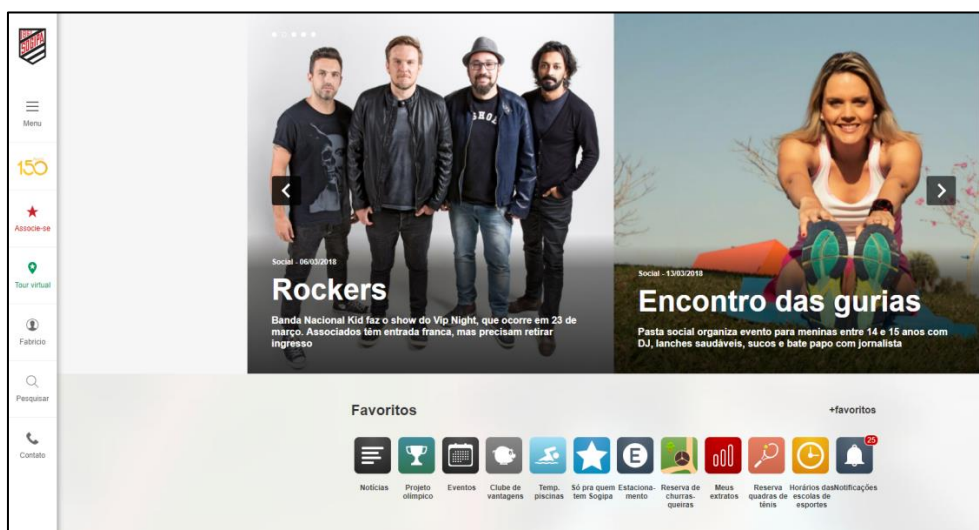 SOGIPA
Menu
150
Associe-se
Tour virtual
Fabricio
Pesquisar
Contato
Social - 06/03/2018
Rockers
Banda Nacional Kid faz o show do Vip Night, que ocorre em 23 de
março. Associados têm entrada franca, mas precisam retirar
ingresso
Social - 13/03/2018
Encontro das gurias
Pasta social organiza evento para meninas entre 14 e 15 anos com
DJ, lanches saudáveis, sucos e bate papo com jornalista
Favoritos
+favoritos
E
25
Notícias
Projeto
olímpico
Eventos
Clube de
vantagens
Temp.
piscinas
Só pra quem
tem Sogipa
Estaciona-
mento
Reserva de
churras-
queiras
Meus
extratos
Reserva
quadras de
tênis
Horários das
escolas de
esportes
Notificações